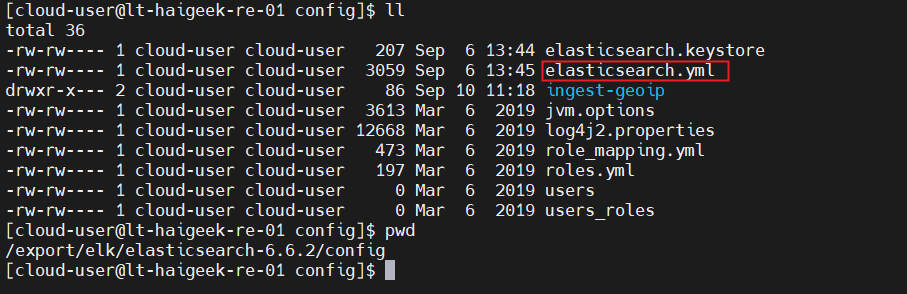 [cloud-user@lt-haigeek-re-01 config]$ ll
total 36
-rw-rw---- 1 cloud-user cloud-user   207 Sep  6 13:44 elasticsearch.keystore
-rw-rw---- 1 cloud-user cloud-user  3059 Sep  6 13:45 elasticsearch.yml
drwxr-x--- 2 cloud-user cloud-user    86 Sep 10 11:18 ingest-geoip
-rw-rw---- 1 cloud-user cloud-user  3613 Mar  6  2019 jvm.options
-rw-rw---- 1 cloud-user cloud-user 12668 Mar  6  2019 log4j2.properties
-rw-rw---- 1 cloud-user cloud-user   473 Mar  6  2019 role_mapping.yml
-rw-rw---- 1 cloud-user cloud-user   197 Mar  6  2019 roles.yml
-rw-rw---- 1 cloud-user cloud-user     0 Mar  6  2019 users
-rw-rw---- 1 cloud-user cloud-user     0 Mar  6  2019 users_roles
[cloud-user@lt-haigeek-re-01 config]$ pwd
/export/elk/elasticsearch-6.6.2/config
[cloud-user@lt-haigeek-re-01 config]$